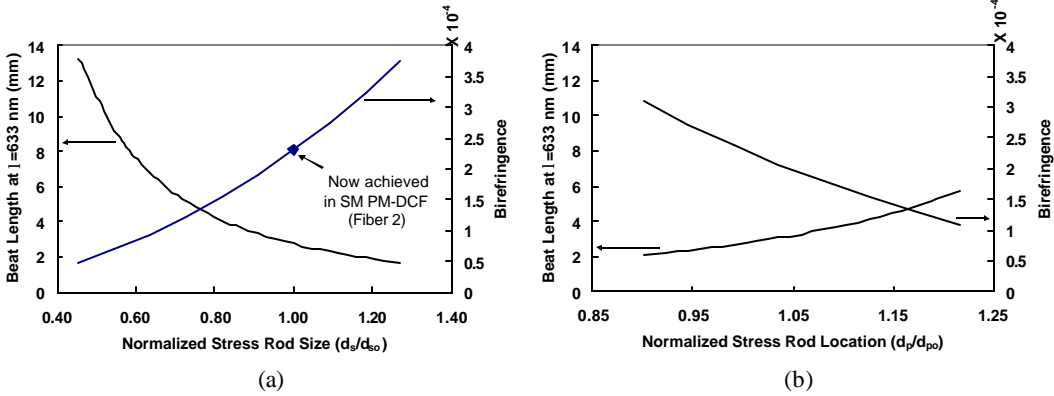 X 10-4
14
12
10
8
6
4
2
0
Beat Length at l =633 nm (mm)
4
3.5
3
2.5
2
1.5
1
0.5
0
Birefringence
Now achieved
in SM PM-DCF
(Fiber 2)
0.40 0.60 0.80 1.00 1.20 1.40
Normalized Stress Rod Size (ds/dso)
(a)
X 10-4
14
12
10
8
6
4
2
0
Beat Length at l =633 nm (mm)
4
3.5
3
2.5
2
1.5
1
0.5
0
Birefringence
0.85 0.95 1.05 1.15 1.25
Normalized Stress Rod Location (dp/dpo)
(b)